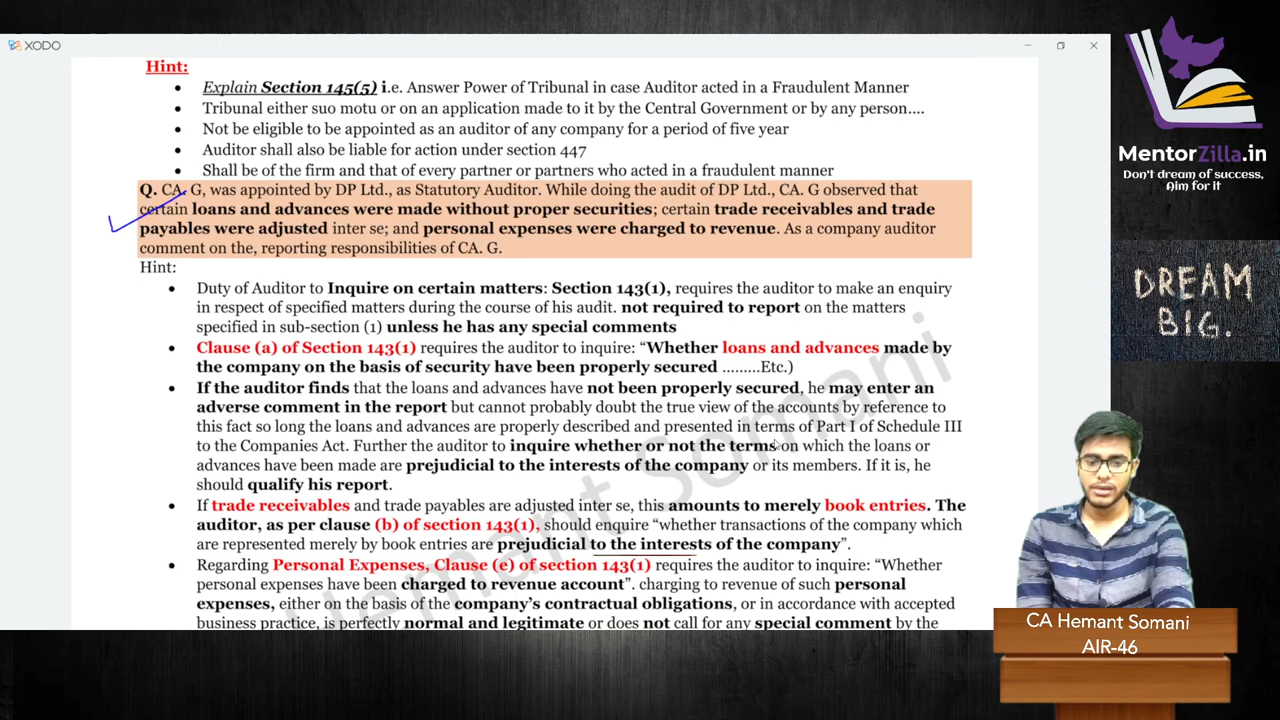 XODO
Hint:
• Explain Section 145(5) i.e. Answer Power of Tribunal in case Auditor acted in a Fraudulent Manner
• Tribunal either suo motu or on an application made to it by the Central Government or by any person....
• Not be eligible to be appointed as an auditor of any company for a period of five year
• Auditor shall also be liable for action under section 447
• Shall be of the firm and that of every partner or partners who acted in a fraudulent manner
Q. CA. G, was appointed by DP Ltd., as Statutory Auditor. While doing the audit of DP Ltd., CA. G observed that
certain loans and advances were made without proper securities; certain trade receivables and trade
payables were adjusted inter se; and personal expenses were charged to revenue. As a company auditor
comment on the, reporting responsibilities of CA. G.
Hint:
• Duty of Auditor to Inquire on certain matters: Section 143(1), requires the auditor to make an enquiry
in respect of specified matters during the course of his audit. not required to report on the matters
specified in sub-section (1) unless he has any special comments
• Clause (a) of Section 143(1) requires the auditor to inquire: “Whether loans and advances made by
the company on the basis of security have been properly secured .........Etc.)
• If the auditor finds that the loans and advances have not been properly secured, he may enter an
adverse comment in the report but cannot probably doubt the true view of the accounts by reference to
this fact so long the loans and advances are properly described and presented in terms of Part I of Schedule III
to the Companies Act. Further the auditor to inquire whether or not the terms on which the loans or
advances have been made are prejudicial to the interests of the company or its members. If it is, he
should qualify his report.
• If trade receivables and trade payables are adjusted inter se, this amounts to merely book entries. The
auditor, as per clause (b) of section 143(1), should enquire “whether transactions of the company which
are represented merely by book entries are prejudicial to the interests of the company”.
• Regarding Personal Expenses, Clause (e) of section 143(1) requires the auditor to inquire: “Whether
personal expenses have been charged to revenue account”. charging to revenue of such personal
expenses, either on the basis of the company’s contractual obligations, or in accordance with accepted
business practice, is perfectly normal and legitimate or does not call for any special comment by the
Hemant Somani
MentorZilla.in
Don't dream of success,
Aim for it
DREAM
BIG.
CA Hemant Somani
AIR-46